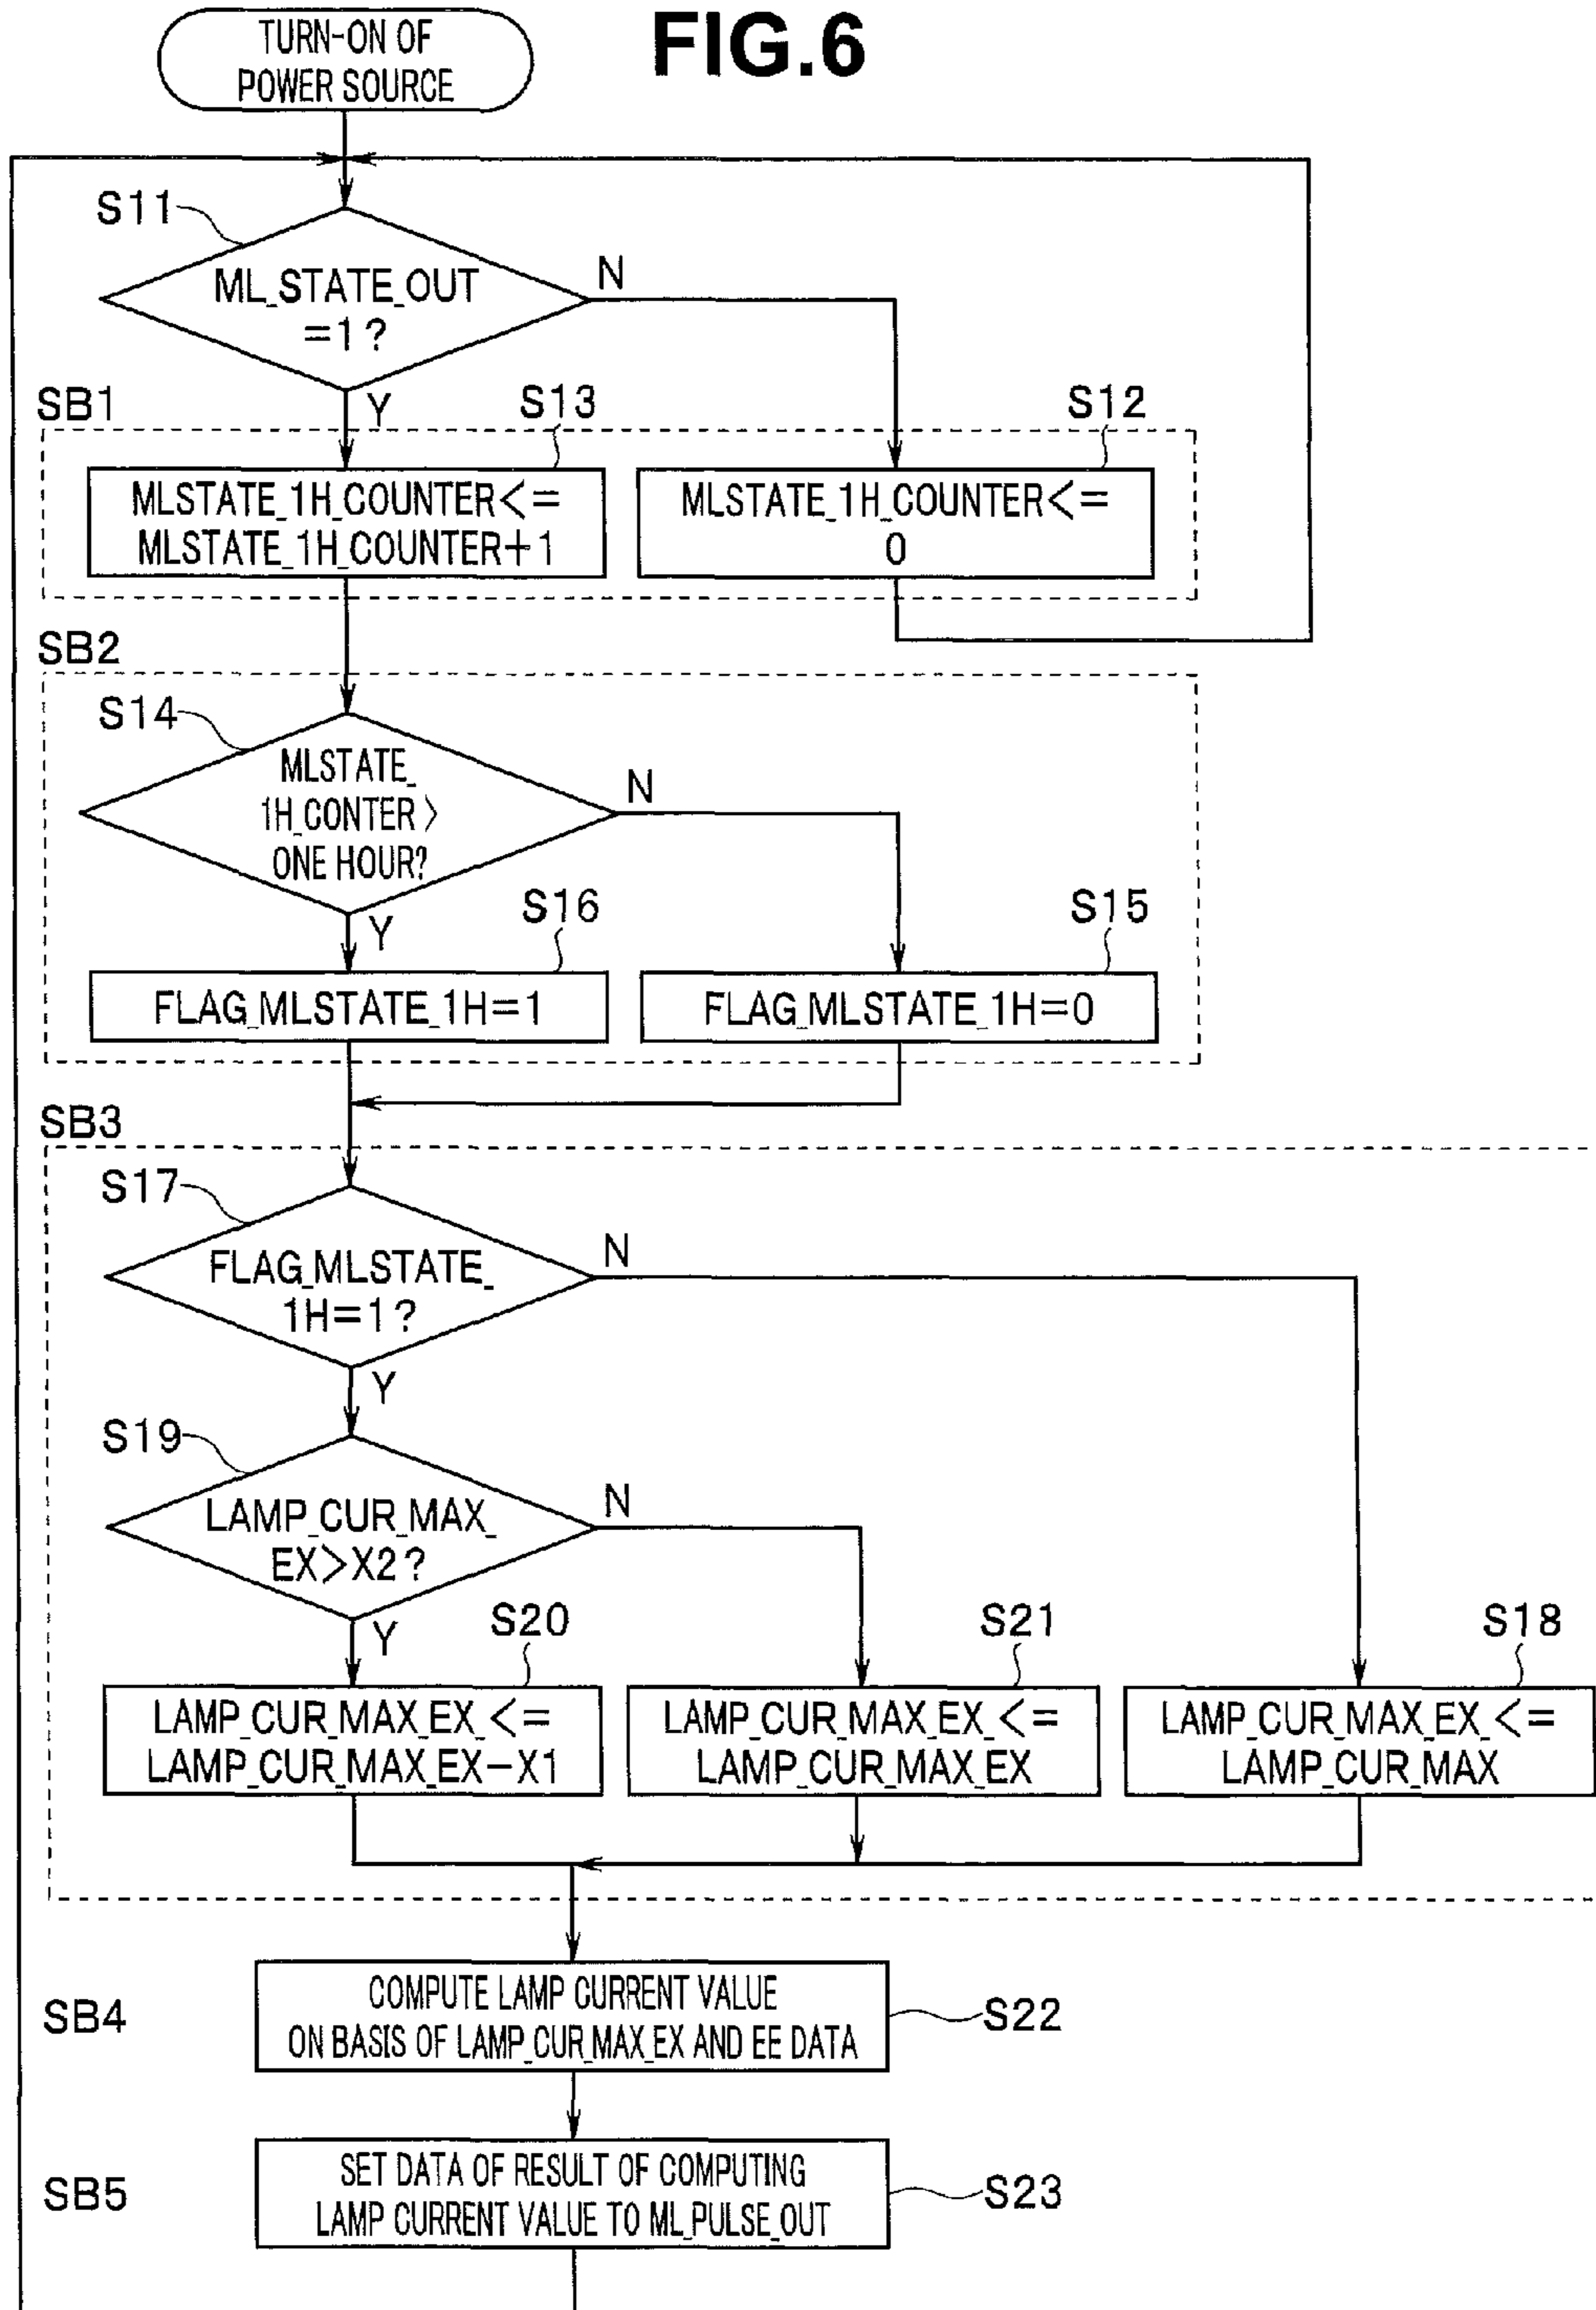 FIG.6
TURN-ON OF
POWER SOURCE
S11
ML_STATE_OUT
=1?
N
Y
SB1
S13
S12
MLSTATE_1H_COUNTER<=
MLSTATE_1H_COUNTER+1
MLSTATE_1H_COUNTER<=
0
SB2
S14
MLSTATE_
1H_CONTER>
ONE HOUR?
N
Y
S16
S15
FLAG_MLSTATE_1H=1
FLAG_MLSTATE_1H=0
SB3
S17
FLAG_MLSTATE_
1H=1?
N
Y
S19
LAMP_CUR_MAX_
EX>X2?
N
Y
S20
S21
S18
LAMP_CUR_MAX_EX_<=
LAMP_CUR_MAX_EX-X1
LAMP_CUR_MAX_EX_<=
LAMP_CUR_MAX_EX
LAMP_CUR_MAX_EX_<=
LAMP_CUR_MAX
SB4
COMPUTE LAMP CURRENT VALUE
ON BASIS OF LAMP_CUR_MAX_EX AND EE DATA
S22
SB5
SET DATA OF RESULT OF COMPUTING
LAMP CURRENT VALUE TO ML_PULSE_OUT
S23